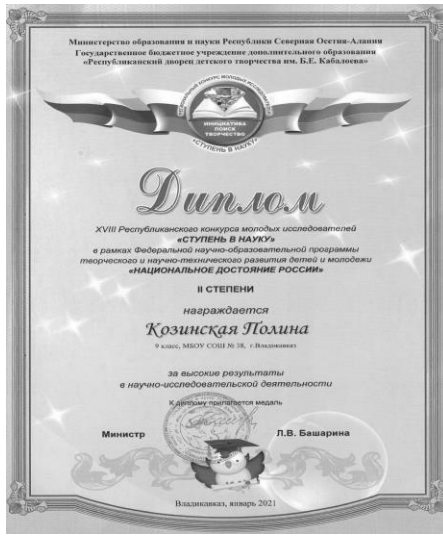 Министерство образования и науки Республики Северная Осетия-Алания
Государственное бюджетное учреждение дополнительного образования
«Республиканский дворец детского творчества им. Б.Е. Кабалоева»
ИНИЦИАТИВА
ПОИСК
ТВОРЧЕСТВО
«СТУПЕНЬ В НАУКУ»
Диплом
XVIII Республиканского конкурса молодых исследователей
«СТУПЕНЬ В НАУКУ»
в рамках Федеральной научно-образовательной программы
творческого и научно-технического развития детей и молодежи
«НАЦИОНАЛЬНОЕ ДОСТОЯНИЕ РОССИИ»
II СТЕПЕНИ
награждается
Козинская Полина
9 класс, МБОУ СОШ № 38, г.Владикавказ
за высокие результаты
в научно-исследовательской деятельности
К диплому прилагается медаль
Министр Л.В. Башарина
Владикавказ, январь 2021